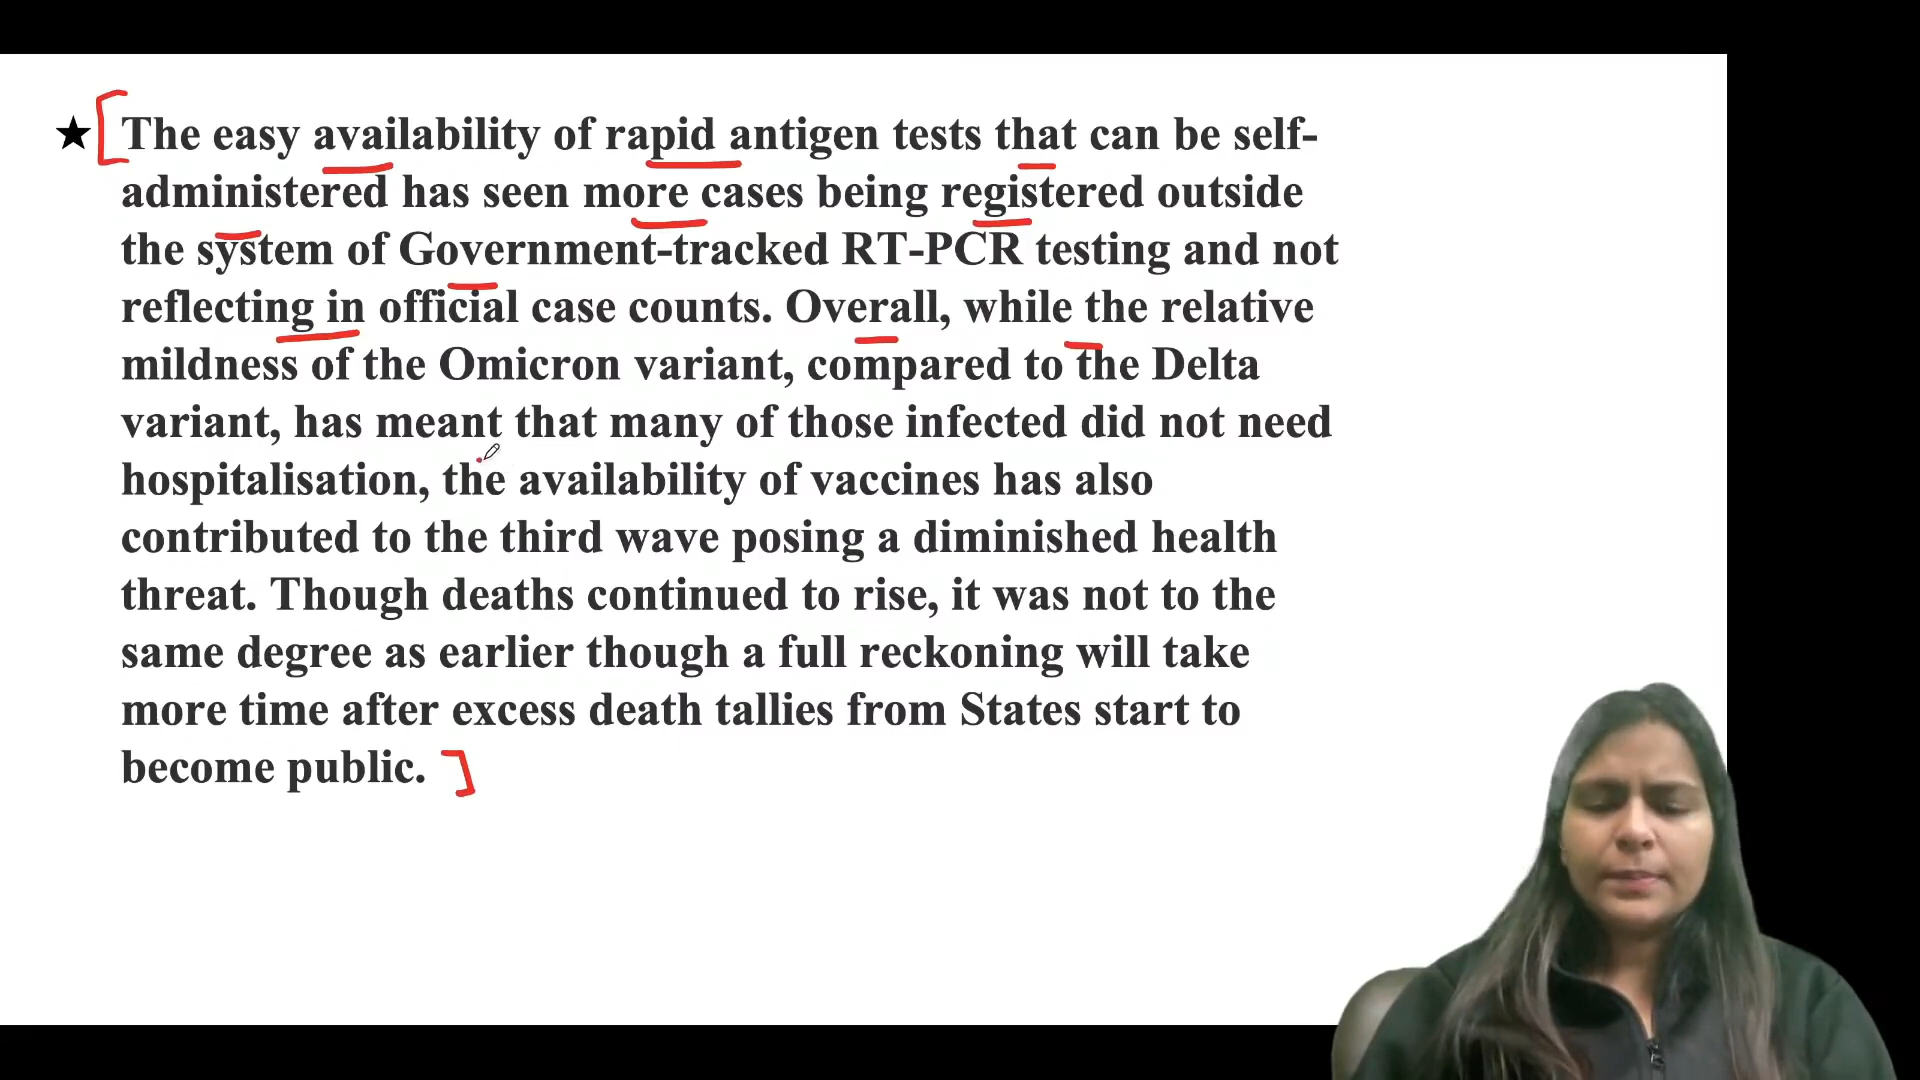 ★ The easy availability of rapid antigen tests that can be self-
administered has seen more cases being registered outside
the system of Government-tracked RT-PCR testing and not
reflecting in official case counts. Overall, while the relative
mildness of the Omicron variant, compared to the Delta
variant, has meant that many of those infected did not need
hospitalisation, the availability of vaccines has also
contributed to the third wave posing a diminished health
threat. Though deaths continued to rise, it was not to the
same degree as earlier though a full reckoning will take
more time after excess death tallies from States start to
become public.